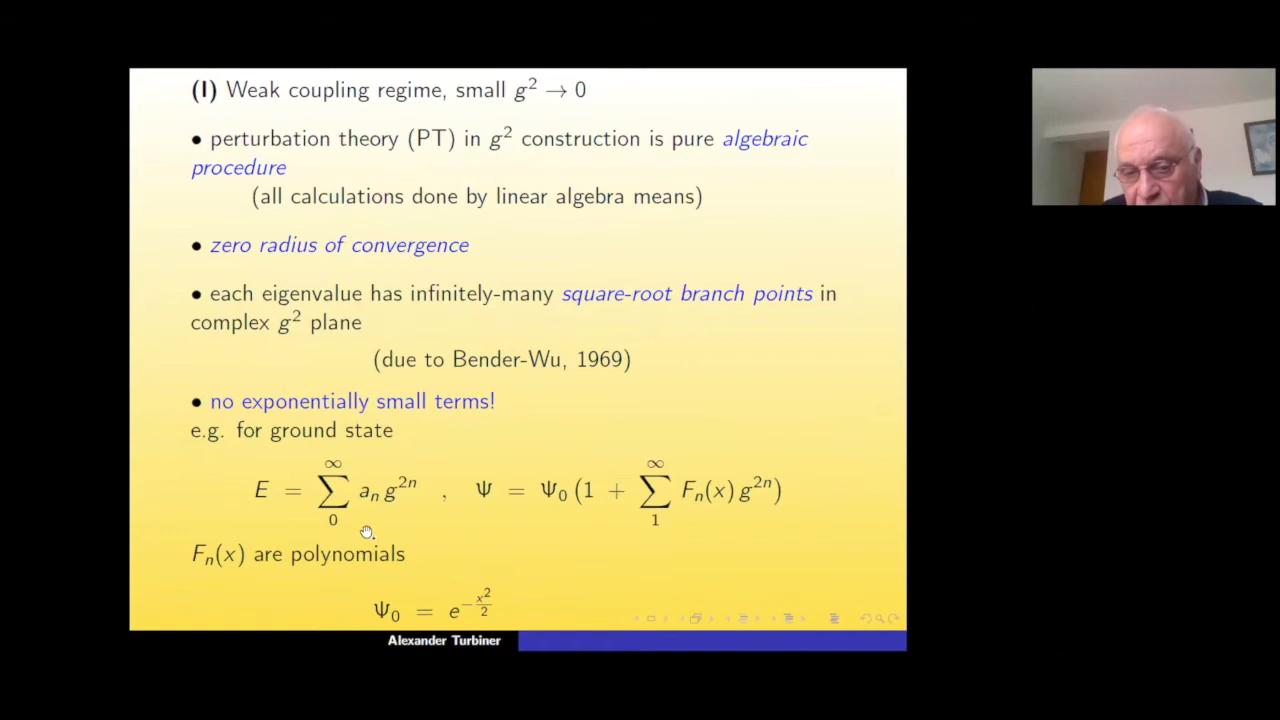 (I) Weak coupling regime, small g² → 0
• perturbation theory (PT) in g² construction is pure algebraic
procedure
(all calculations done by linear algebra means)
• zero radius of convergence
• each eigenvalue has infinitely-many square-root branch points in
complex g² plane
(due to Bender-Wu, 1969)
• no exponentially small terms!
e.g. for ground state
E = ∑_{0}^{∞} aₙ g²ⁿ , Ψ = Ψ₀ (1 + ∑_{1}^{∞} Fₙ(x) g²ⁿ)
Fₙ(x) are polynomials
Ψ₀ = e^{-x²/2}
Alexander Turbiner